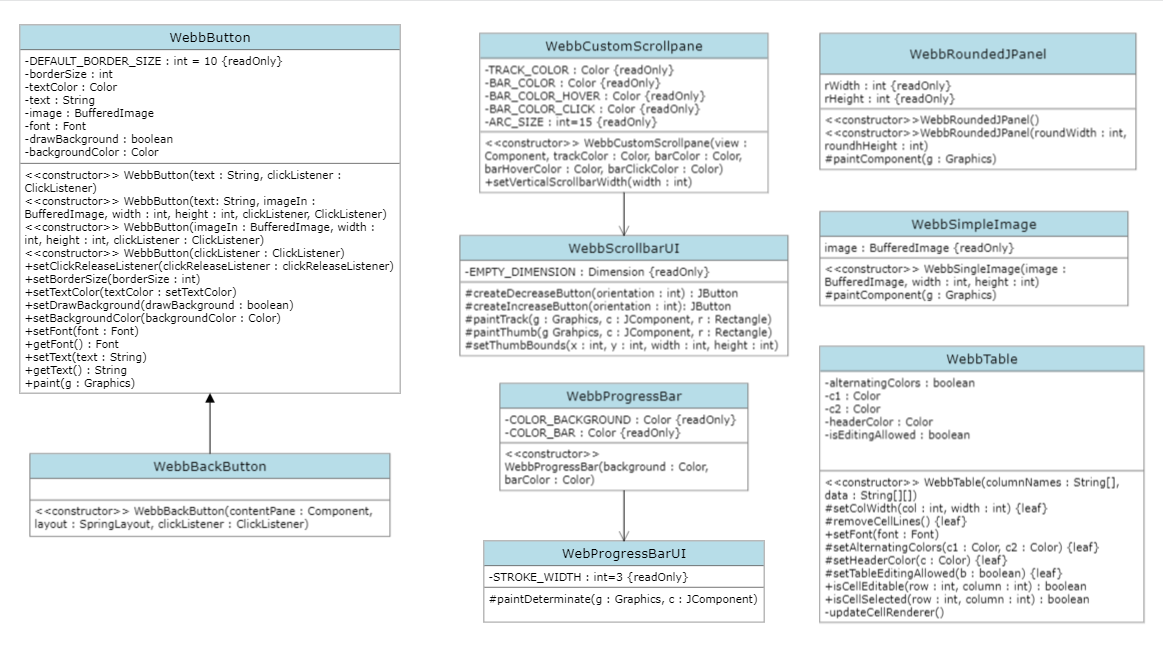 WebbButton
-DEFAULT_BORDER_SIZE : int = 10 {readOnly}
-borderSize : int
-textColor : Color
-text : String
-image : BufferedImage
-font : Font
-drawBackground : boolean
-backgroundColor : Color
<<constructor>> WebbButton(text : String, clickListener :
ClickListener)
<<constructor>> WebbButton(text: String, imageIn :
BufferedImage, width : int, height : int, clickListener, ClickListener)
<<constructor>> WebbButton(imageIn : BufferedImage, width :
int, height : int, clickListener : ClickListener)
<<constructor>> WebbButton(clickListener : ClickListener)
+setClickReleaseListener(clickReleaseListener : clickReleaseListener)
+setBorderSize(borderSize : int)
+setTextColor(textColor : setTextColor)
+setDrawBackground(drawBackground : boolean)
+setBackgroundColor(backgroundColor : Color)
+setFont(font : Font)
+getFont() : Font
+setText(text : String)
+getText() : String
+paint(g : Graphics)
WebbBackButton
<<constructor>> WebbBackButton(contentPane : Component,
layout : SpringLayout, clickListener : ClickListener)
WebbCustomScrollpane
-TRACK_COLOR : Color {readOnly}
-BAR_COLOR : Color {readOnly}
-BAR_COLOR_HOVER : Color {readOnly}
-BAR_COLOR_CLICK : Color {readOnly}
-ARC_SIZE : int=15 {readOnly}
<<constructor>> WebbCustomScrollpane(view :
Component, trackColor : Color, barColor : Color,
barHoverColor : Color, barClickColor : Color)
+setVerticalScrollbarWidth(width : int)
WebbScrollbarUI
-EMPTY_DIMENSION : Dimension {readOnly}
#createDecreaseButton(orientation : int) : JButton
#createIncreaseButton(orientation : int): JButton
#paintTrack(g : Graphics, c : JComponent, r : Rectangle)
#paintThumb(g Grahpics, c : JComponent, r : Rectangle)
#setThumbBounds(x : int, y : int, width : int, height : int)
WebbProgressBar
-COLOR_BACKGROUND : Color {readOnly}
-COLOR_BAR : Color {readOnly}
<<constructor>>
WebbProgressBar(background : Color,
barColor : Color)
WebProgressBarUI
-STROKE_WIDTH : int=3 {readOnly}
#paintDeterminate(g : Graphics, c : JComponent)
WebbRoundedJPanel
rWidth : int {readOnly}
rHeight : int {readOnly}
<<constructor>>WebbRoundedJPanel()
<<constructor>>WebbRoundedJPanel(roundWidth : int,
roundhHeight : int)
#paintComponent(g : Graphics)
WebbSimpleImage
image : BufferedImage {readOnly}
<<constructor>> WebbSingleImage(image :
BufferedImage, width : int, height : int)
#paintComponent(g : Graphics)
WebbTable
-alternatingColors : boolean
-c1 : Color
-c2 : Color
-headerColor : Color
-isEditingAllowed : boolean
<<constructor>> WebbTable(columnNames : String[],
data : String[][])
#setColWidth(col : int, width : int) {leaf}
#removeCellLines() {leaf}
+setFont(font : Font)
#setAlternatingColors(c1 : Color, c2 : Color) {leaf}
#setHeaderColor(c : Color) {leaf}
#setTableEditingAllowed(b : boolean) {leaf}
+isCellEditable(row : int, column : int) : boolean
+isCellSelected(row : int, column : int) : boolean
-updateCellRenderer()